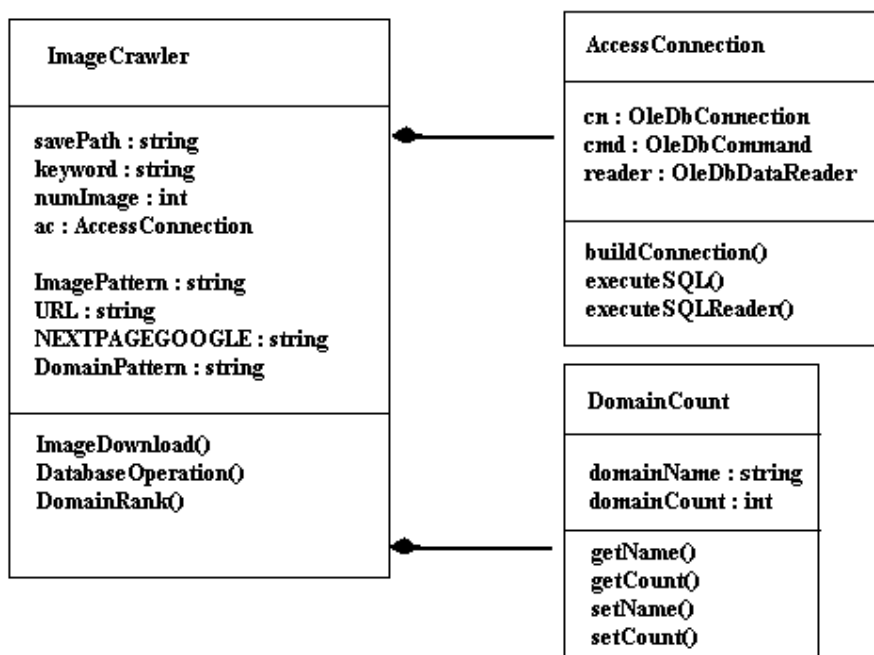 ImageCrawler
savePath : string
keyword : string
numImage : int
ac : AccessConnection
ImagePattern : string
URL : string
NEXTPAGEGOOGLE : string
DomainPattern : string
ImageDownload()
DatabaseOperation()
DomainRank()
AccessConnection
cn : OleDbConnection
cmd : OleDbCommand
reader : OleDbDataReader
buildConnection()
executeSQL()
executeSQLReader()
DomainCount
domainName : string
domainCount : int
getName()
getCount()
setName()
setCount()